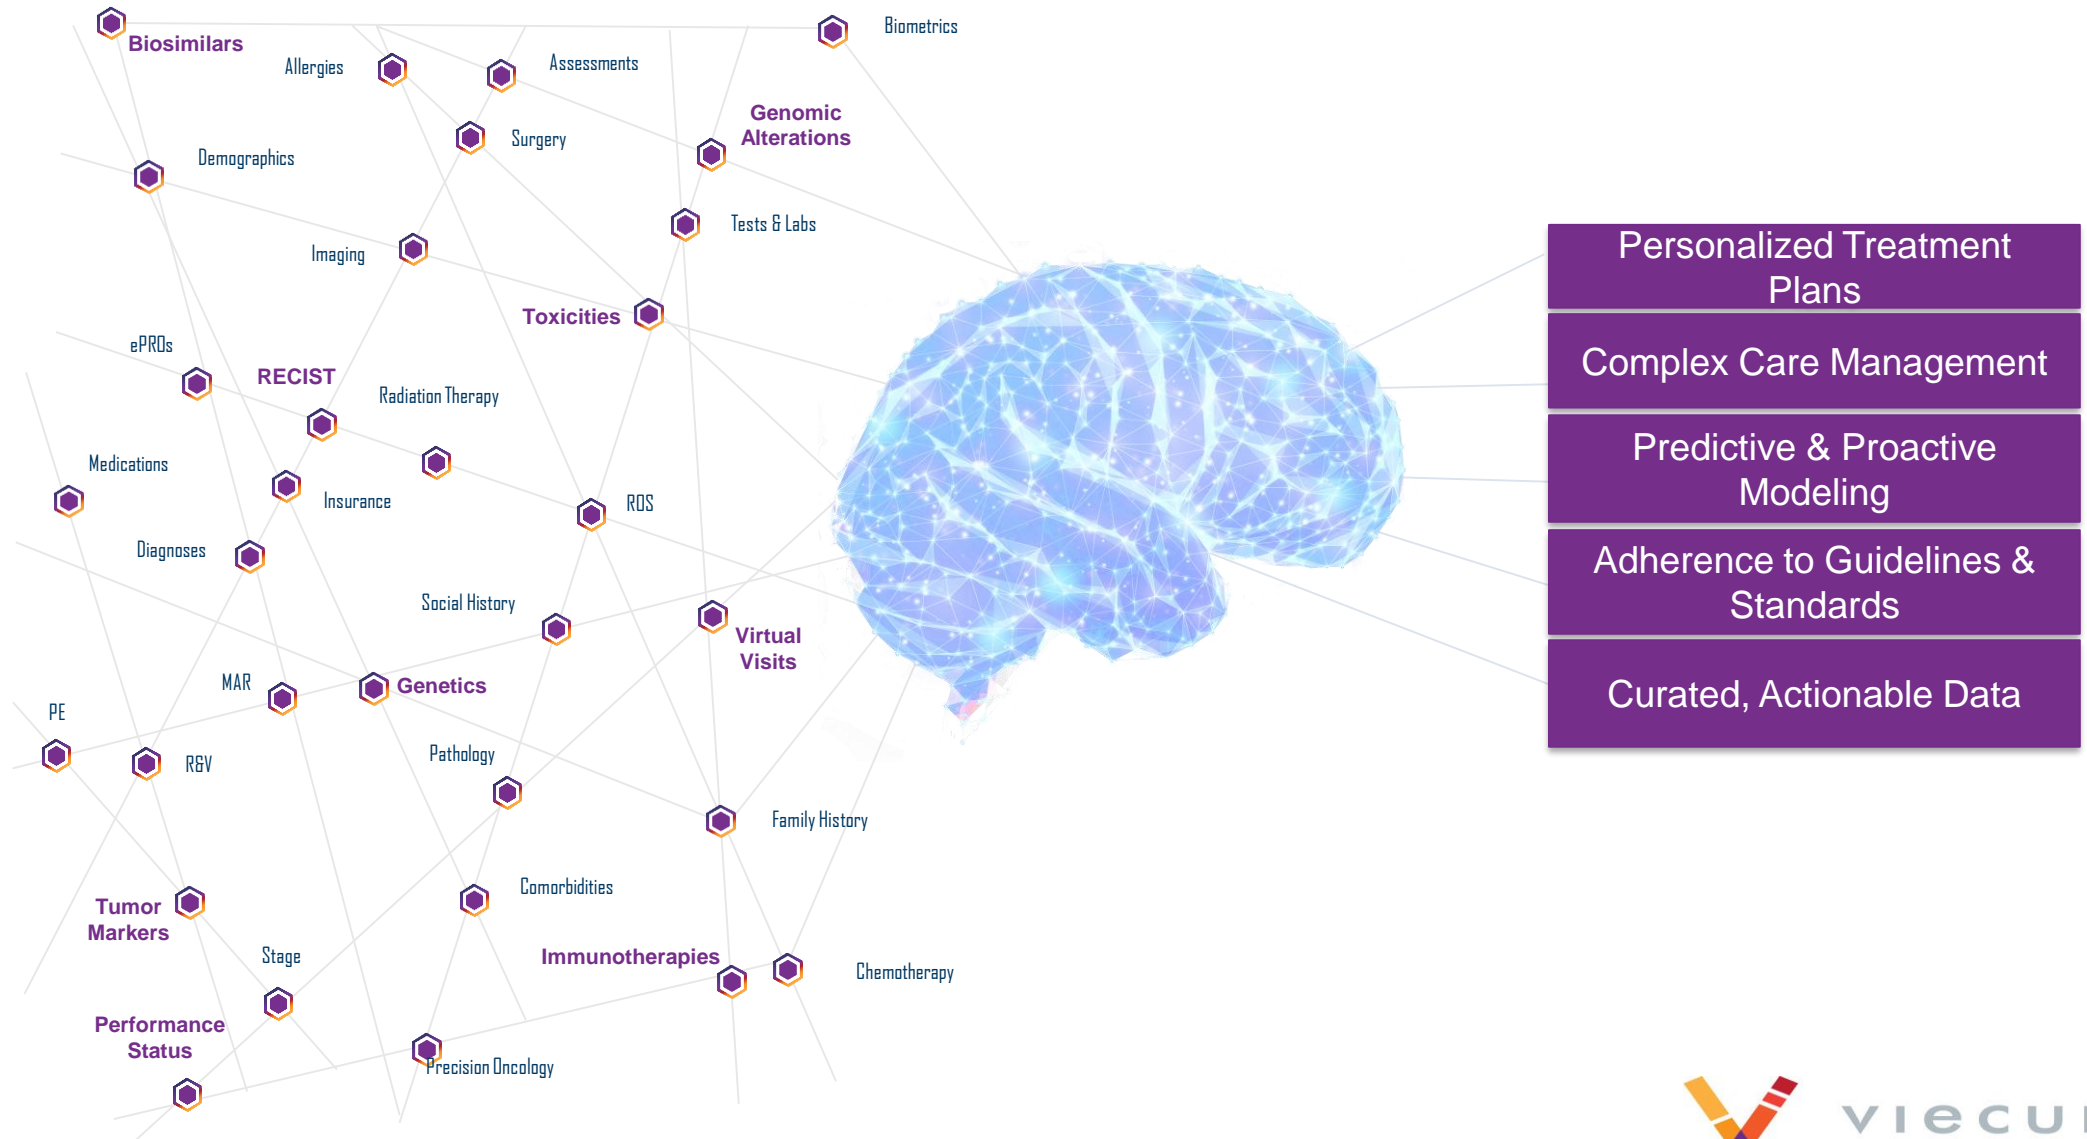 Biosimilars
Biometrics
Allergies
Assessments
Genomic
Alterations
Surgery
Demographics
Tests & Labs
Imaging
Toxicities
ePROs
RECIST
Radiation Therapy
Medications
Insurance
ROS
Diagnoses
Social History
Virtual
Visits
MAR
Genetics
PE
R&V
Pathology
Family History
Comorbidities
Tumor
Markers
Stage
Immunotherapies
Chemotherapy
Performance
Status
Precision Oncology
Personalized Treatment
Plans
Complex Care Management
Predictive & Proactive
Modeling
Adherence to Guidelines &
Standards
Curated, Actionable Data